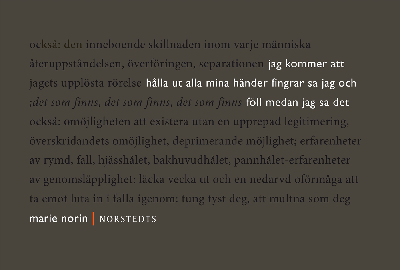 också: den inneboende skillnaden inom varje människa
återuppståndelsen, överföringen, separationen jag kommer att
jagets upplösta rörelse hålla ut alla mina händer fingrar sa jag och
:det som finns, det som finns, det som finns föll medan jag sa det
också: omöjligheten att existera utan en upprepad legitimering.
överskridandets omöjlighet, deprimerande möjlighet; erfarenheter
av rymd, fall, hjässhålet, bakhuvudhålet, pannhålet-erfarenheter
av genomsläpplighet: läcka vecka ut och en nedärvd oförmåga att
ta emot luta in i falla igenom: tung tyst deg, att multna som deg
marie norin | NORSTEDTS